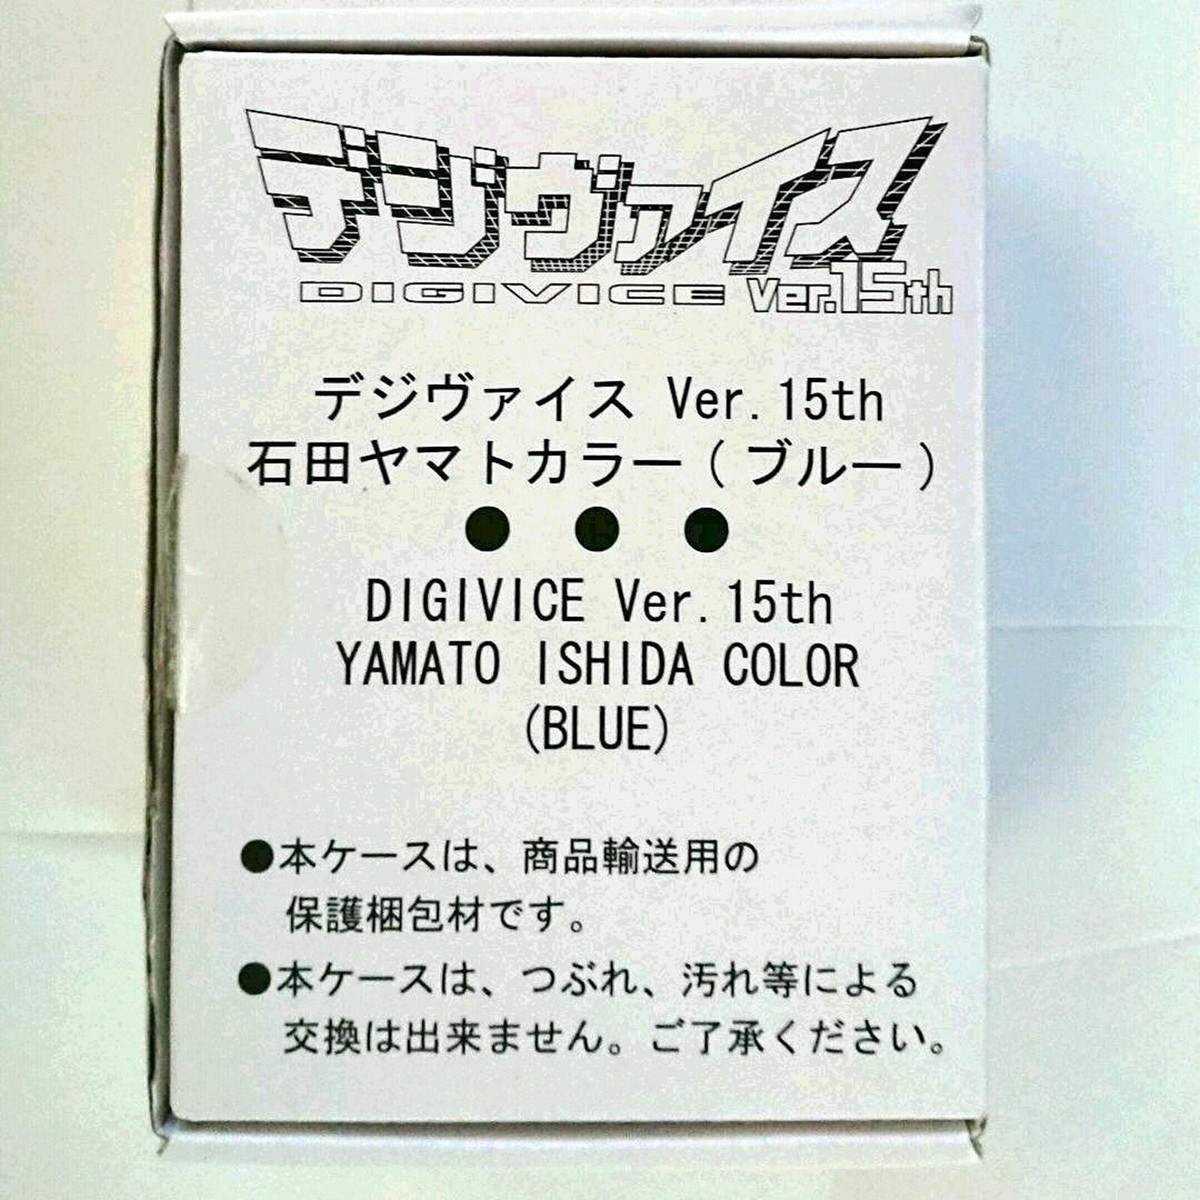 デジヴァイス
DIGIVICE Ver.15th
デジヴァイス Ver.15th
石田ヤマトカラー(ブルー)
● ● ●
DIGIVICE Ver.15th
YAMATO ISHIDA COLOR
(BLUE)
●本ケースは、商品輸送用の
保護梱包材です。
●本ケースは、つぶれ、汚れ等による
交換は出来ません。ご了承ください。